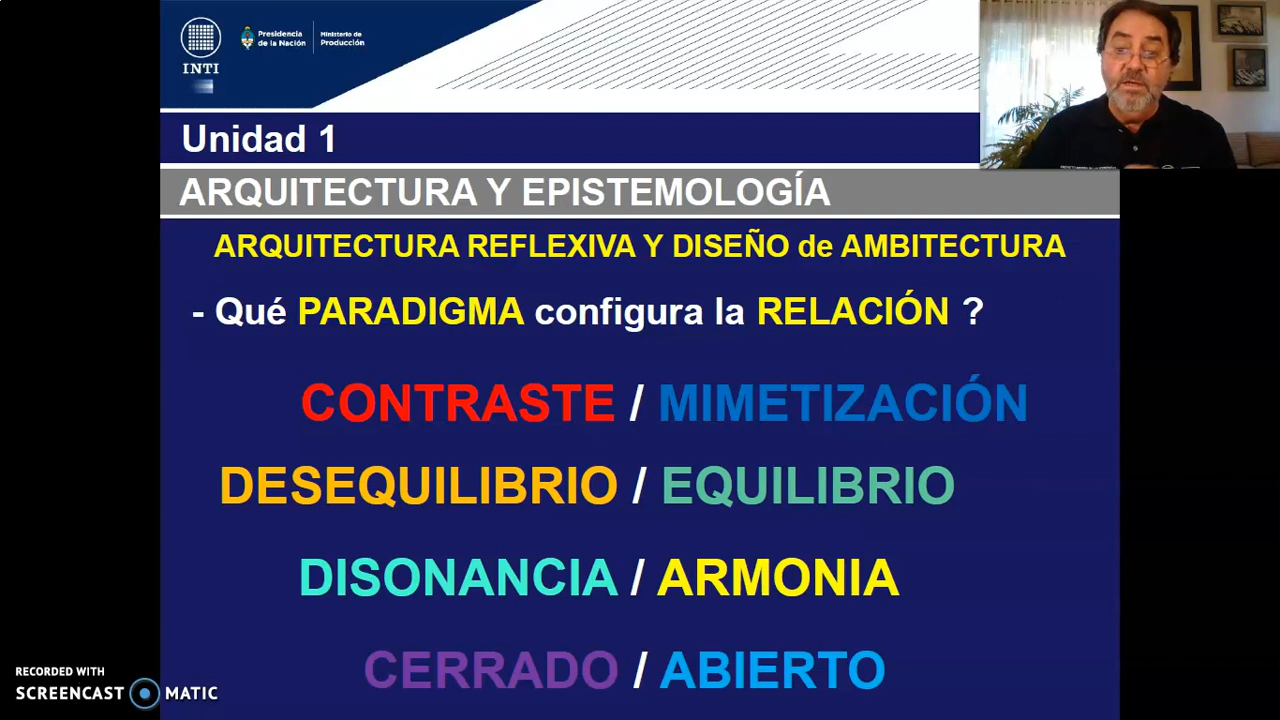 INTI
Presidencia
de la Nación
Ministerio de
Producción
Unidad 1
ARQUITECTURA Y EPISTEMOLOGÍA
ARQUITECTURA REFLEXIVA Y DISEÑO de AMBITECTURA
- Qué PARADIGMA configura la RELACIÓN ?
CONTRASTE / MIMETIZACIÓN
DESEQUILIBRIO / EQUILIBRIO
DISONANCIA / ARMONIA
CERRADO / ABIERTO
RECORDED WITH
SCREENCAST MATIC